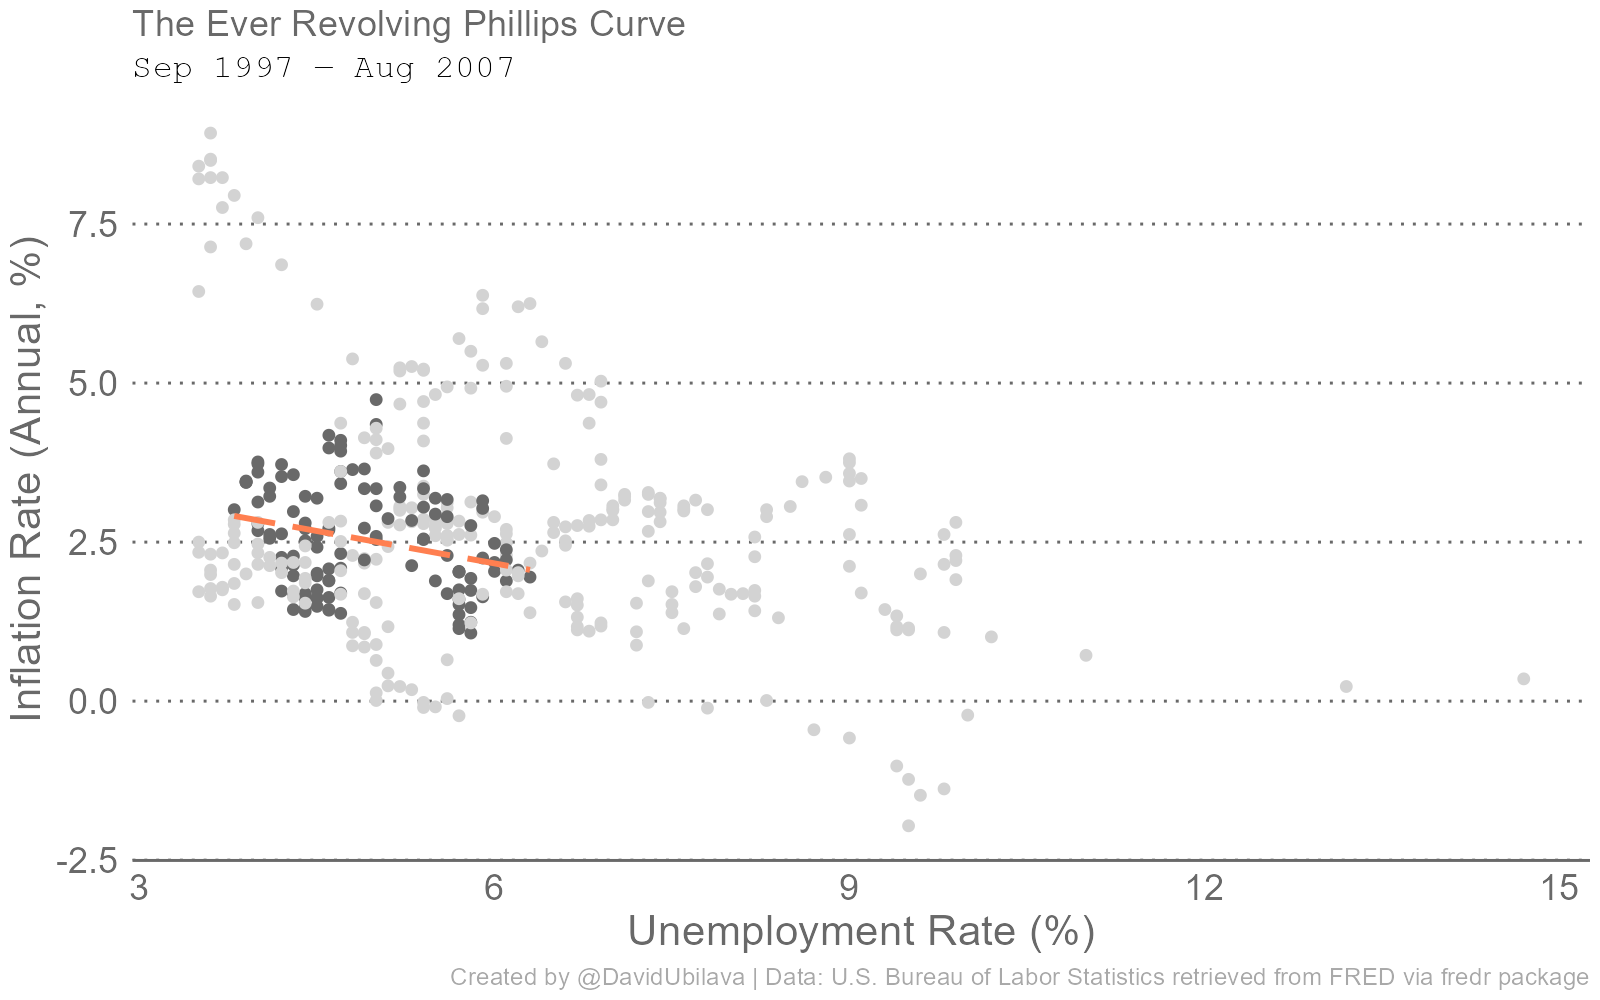 The Ever Revolving Phillips Curve
Sep 1997 — Aug 2007
Inflation Rate (Annual, %)
7.5
5.0
2.5
0.0
-2.5
3 6 9 12 15
Unemployment Rate (%)
Created by @DavidUbilava | Data: U.S. Bureau of Labor Statistics retrieved from FRED via fredr package